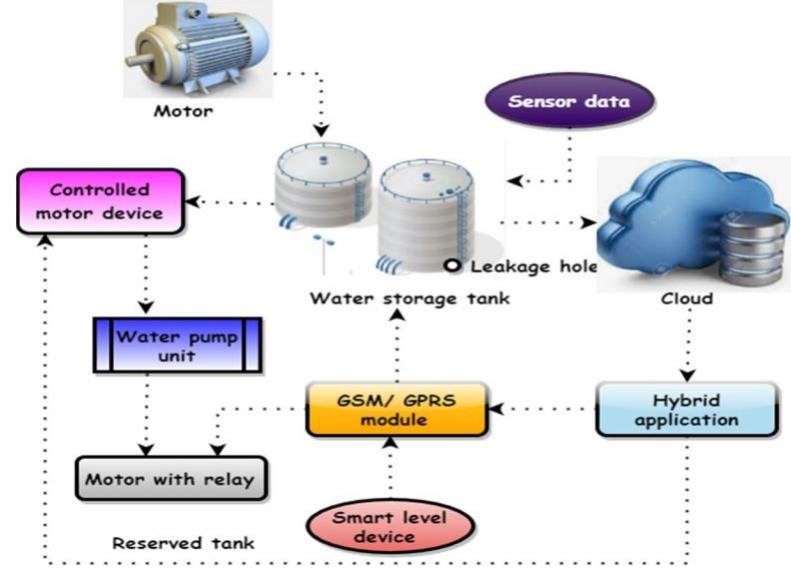 Motor
Sensor data
Controlled
motor device
Leakage hole
Water storage tank
Cloud
Water pump
unit
GSM/ GPRS
module
Hybrid
application
Motor with relay
Smart level
device
Reserved tank